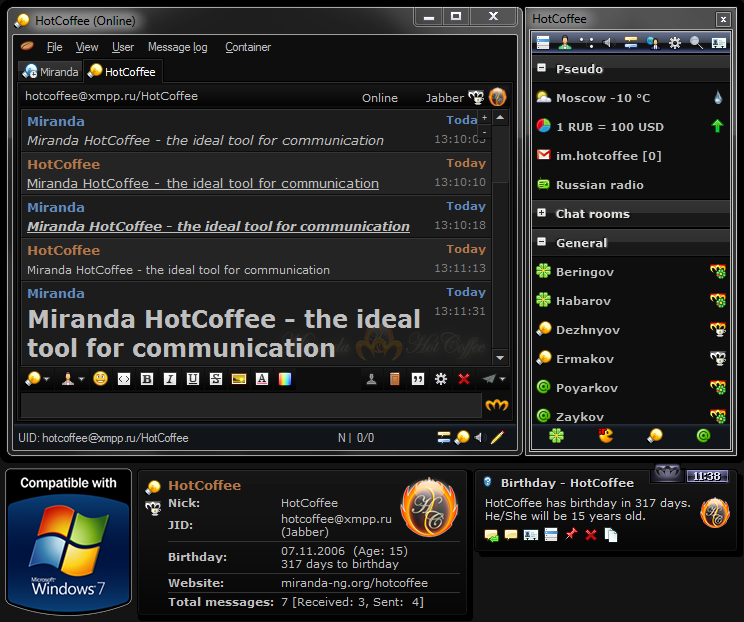 HotCoffee (Online)
File View User Message log Container
Miranda HotCoffee
hotcoffee@xmpp.ru/HotCoffee Online Jabber
Miranda Today
Miranda HotCoffee - the ideal tool for communication 13:10:03
HotCoffee Today
Miranda HotCoffee - the ideal tool for communication 13:10:10
Miranda Today
Miranda HotCoffee - the ideal tool for communication 13:10:18
HotCoffee Today
Miranda HotCoffee - the ideal tool for communication 13:11:13
Miranda Today
Miranda HotCoffee - the ideal 13:11:31
tool for communication
Miranda HotCoffee
B I U S A
UID: hotcoffee@xmpp.ru/HotCoffee N | 0/0
HotCoffee
Pseudo
Moscow -10 °C
1 RUB = 100 USD
im.hotcoffee [0]
Russian radio
Chat rooms
General
Beringov
Habarov
Dezhnyov
Ermakov
Poyarkov
Zaykov
Compatible with
Microsoft
Windows 7
HotCoffee
Nick: HotCoffee
JID: hotcoffee@xmpp.ru
(Jabber)
Birthday: 07.11.2006 (Age: 15)
317 days to birthday
Website: miranda-ng.org/hotcoffee
Total messages: 7 [Received: 3, Sent: 4]
HC
11:38
Birthday - HotCoffee
HotCoffee has birthday in 317 days.
He/She will be 15 years old.
HC